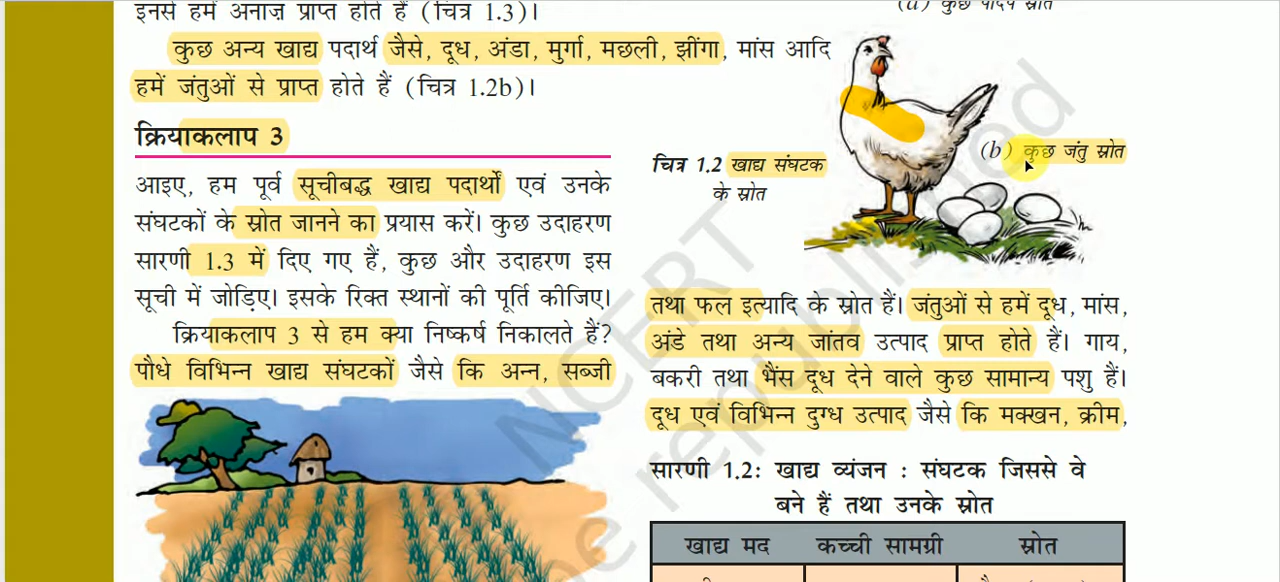 इनसे हमें अनाज प्राप्त होते हैं (चित्र 1.3)।
कुछ अन्य खाद्य पदार्थ जैसे, दूध, अंडा, मुर्गा, मछली, झींगा, मांस आदि
हमें जंतुओं से प्राप्त होते हैं (चित्र 1.2b)।
क्रियाकलाप 3
आइए, हम पूर्व सूचीबद्ध खाद्य पदार्थों एवं उनके
संघटकों के स्रोत जानने का प्रयास करें। कुछ उदाहरण
सारणी 1.3 में दिए गए हैं, कुछ और उदाहरण इस
सूची में जोड़िए। इसके रिक्त स्थानों की पूर्ति कीजिए।
क्रियाकलाप 3 से हम क्या निष्कर्ष निकालते हैं?
पौधे विभिन्न खाद्य संघटकों जैसे कि अन्न, सब्जी
(a) कुछ पादप स्रोत
(b) कुछ जंतु स्रोत
चित्र 1.2 खाद्य संघटक
के स्रोत
तथा फल इत्यादि के स्रोत हैं। जंतुओं से हमें दूध, मांस,
अंडे तथा अन्य जांतव उत्पाद प्राप्त होते हैं। गाय,
बकरी तथा भैंस दूध देने वाले कुछ सामान्य पशु हैं।
दूध एवं विभिन्न दुग्ध उत्पाद जैसे कि मक्खन, क्रीम,
सारणी 1.2: खाद्य व्यंजन : संघटक जिससे वे
बने हैं तथा उनके स्रोत
खाद्य मद कच्ची सामग्री स्रोत
NCERT
republished